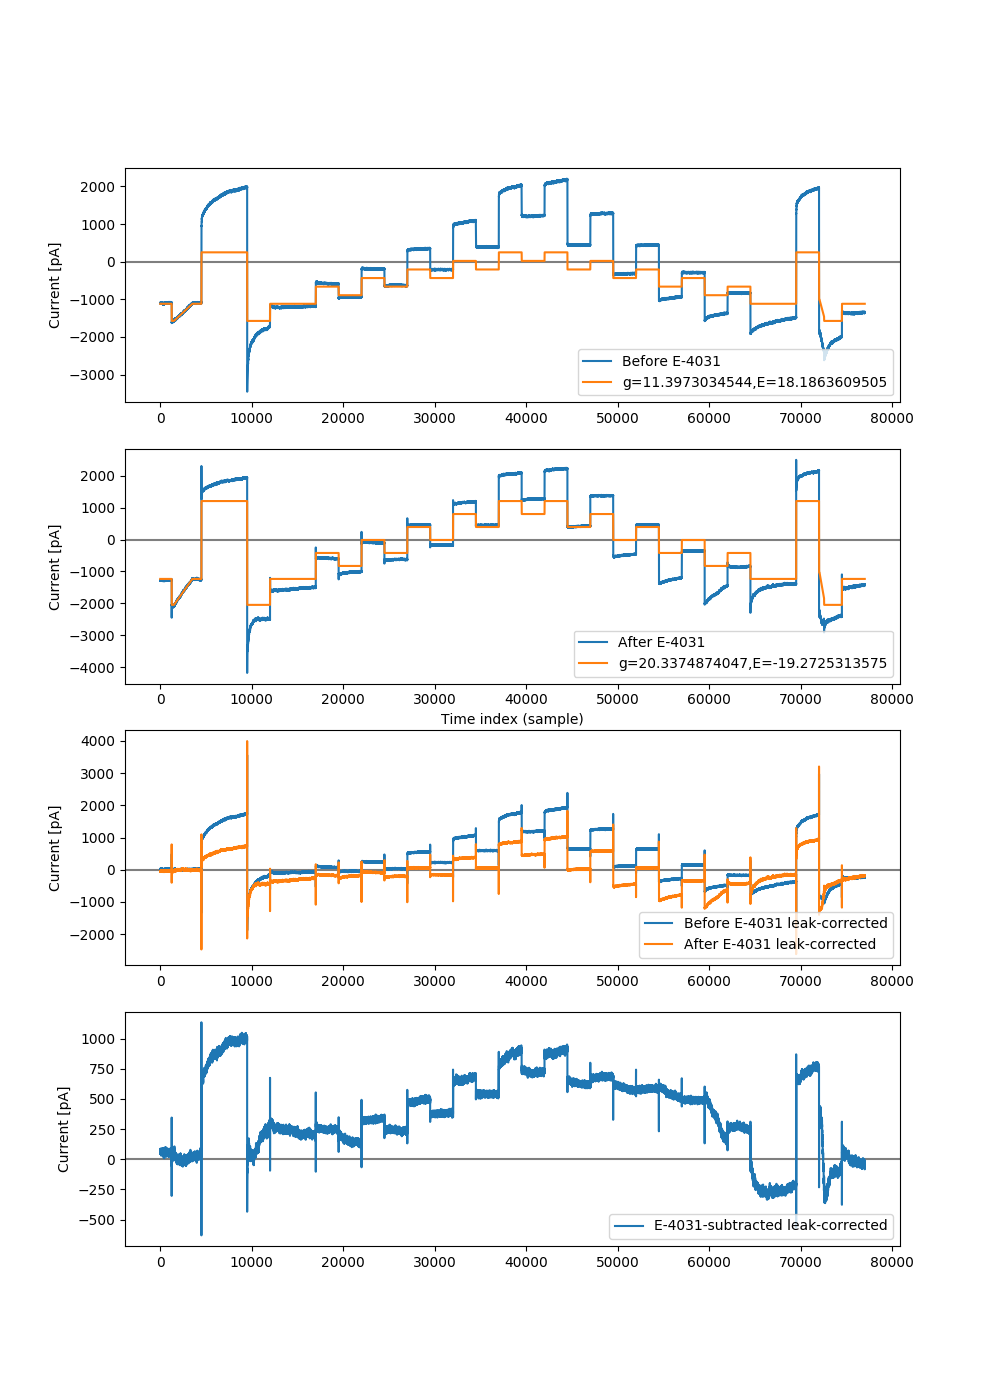 2000
1000
0
−1000
−2000
−3000
Current [pA]
Before E-4031
g=11.3973034544,E=18.1863609505
0 10000 20000 30000 40000 50000 60000 70000 80000
2000
1000
0
−1000
−2000
−3000
−4000
Current [pA]
After E-4031
g=20.3374874047,E=-19.2725313575
0 10000 20000 30000 40000 50000 60000 70000 80000
Time index (sample)
4000
3000
2000
1000
0
−1000
−2000
Current [pA]
Before E-4031 leak-corrected
After E-4031 leak-corrected
0 10000 20000 30000 40000 50000 60000 70000 80000
1000
750
500
250
0
−250
−500
Current [pA]
E-4031-subtracted leak-corrected
0 10000 20000 30000 40000 50000 60000 70000 80000